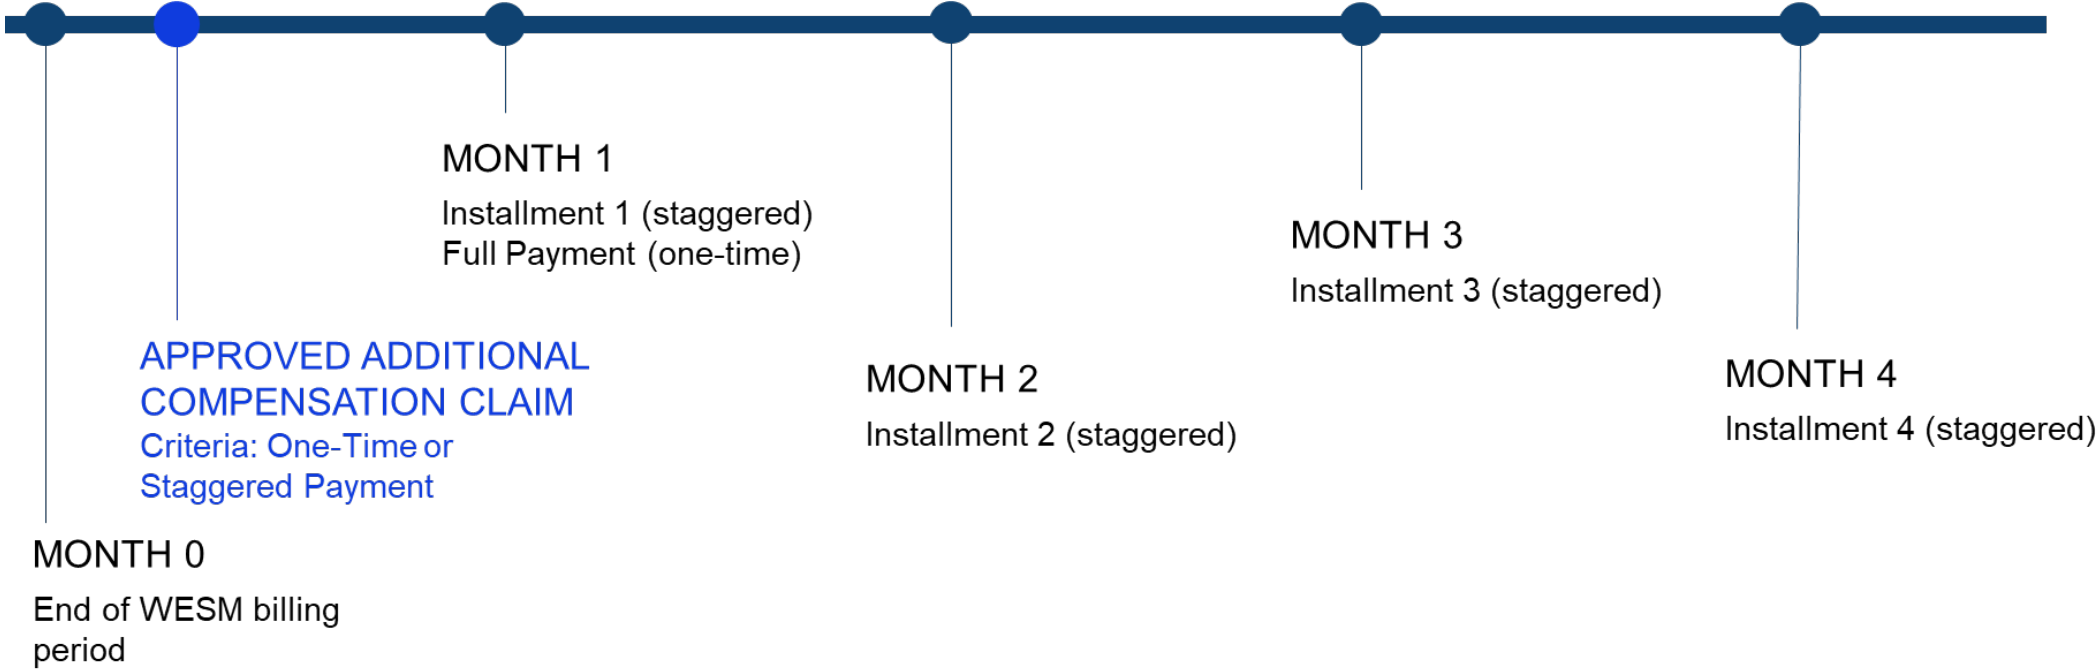 MONTH 0
End of WESM billing
period
APPROVED ADDITIONAL
COMPENSATION CLAIM
Criteria: One-Time or
Staggered Payment
MONTH 1
Installment 1 (staggered)
Full Payment (one-time)
MONTH 2
Installment 2 (staggered)
MONTH 3
Installment 3 (staggered)
MONTH 4
Installment 4 (staggered)